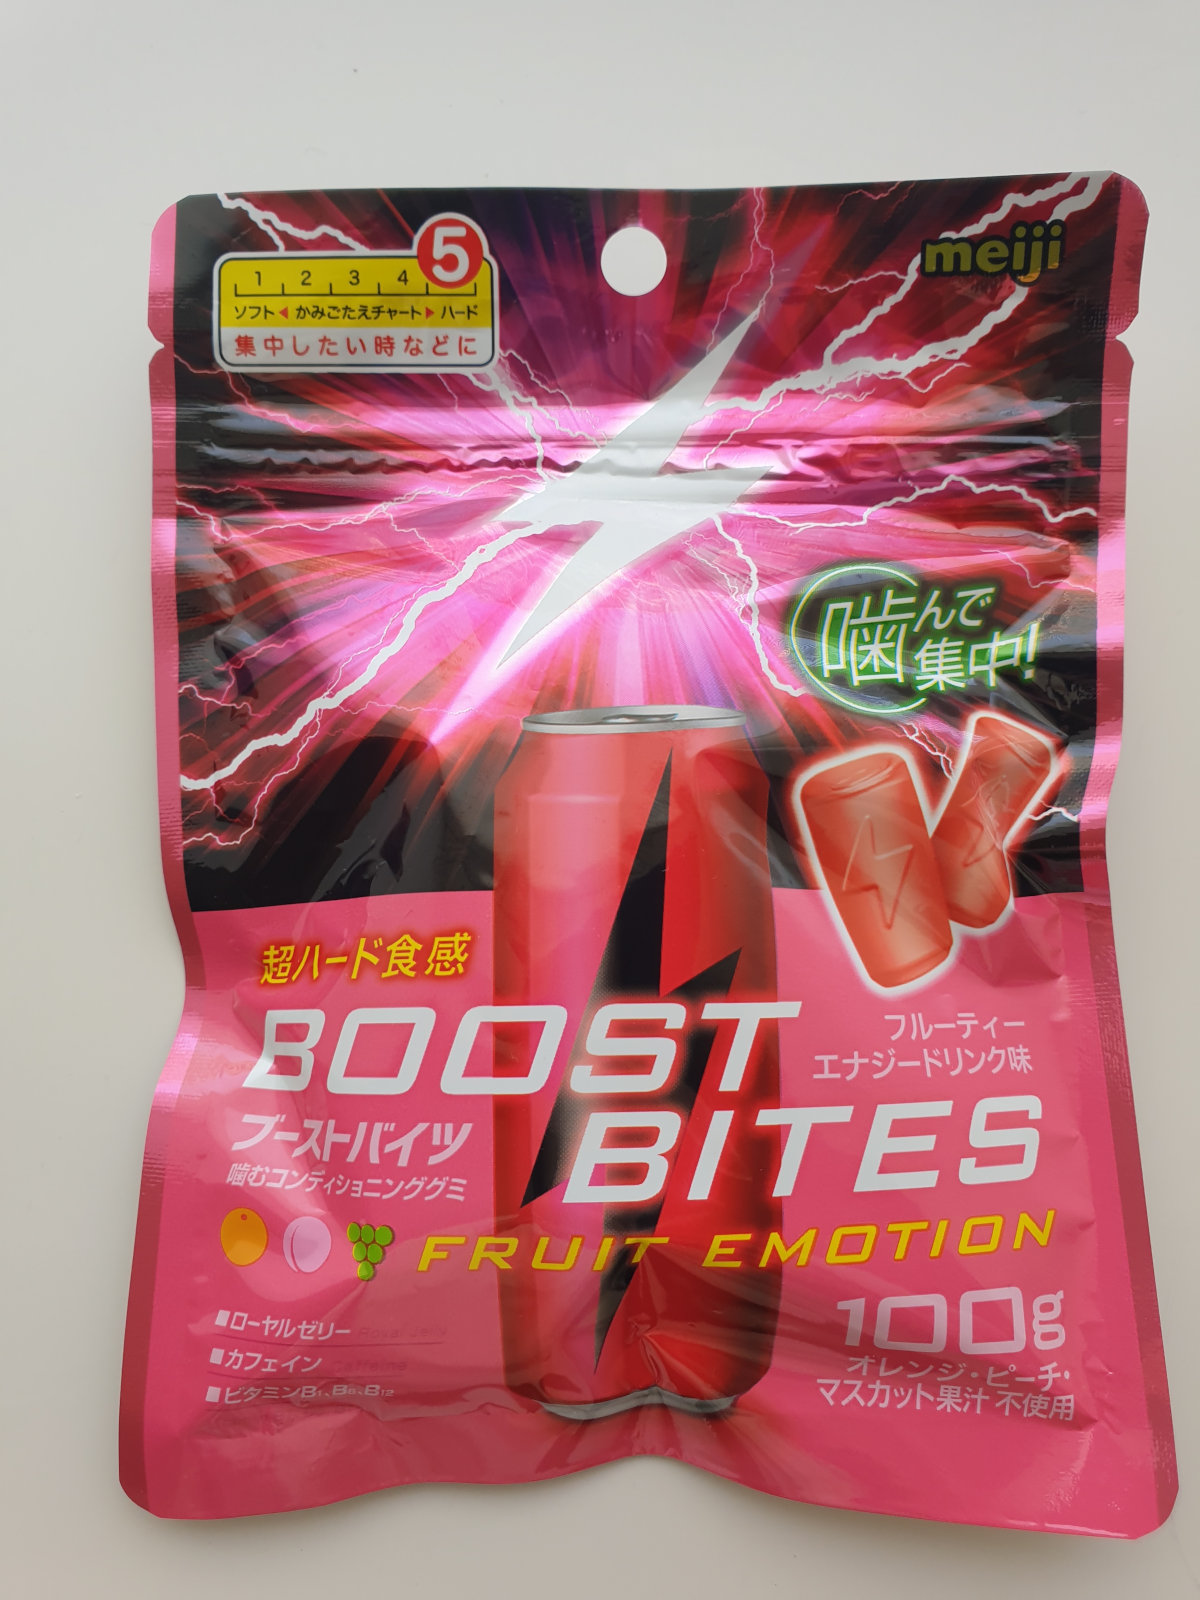 meiji
1 2 3 4 5
ソフト◀かみごたえチャート▶ハード
集中したい時などに
噛んで
集中!
超ハード食感
BOOST
BITES
フルーティー
エナジードリンク味
ブーストバイツ
噛むコンディショニンググミ
FRUIT EMOTION
■ローヤルゼリー Royal Jelly
■カフェイン Caffeine
■ビタミンB1、B6、B12
100g
オレンジ・ピーチ・
マスカット果汁 不使用